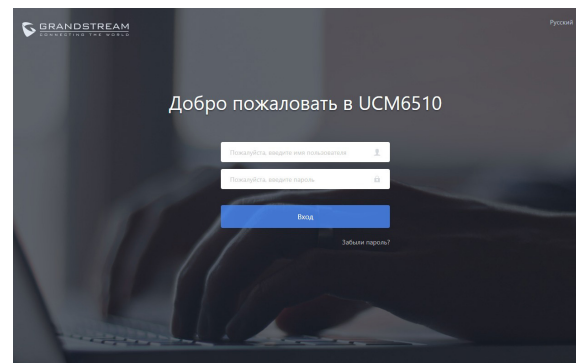 GRANDSTREAM
CONNECTING THE WORLD
Русский
Добро пожаловать в UCM6510
Пожалуйста, введите имя пользователя
Пожалуйста, введите пароль
Вход
Забыли пароль?